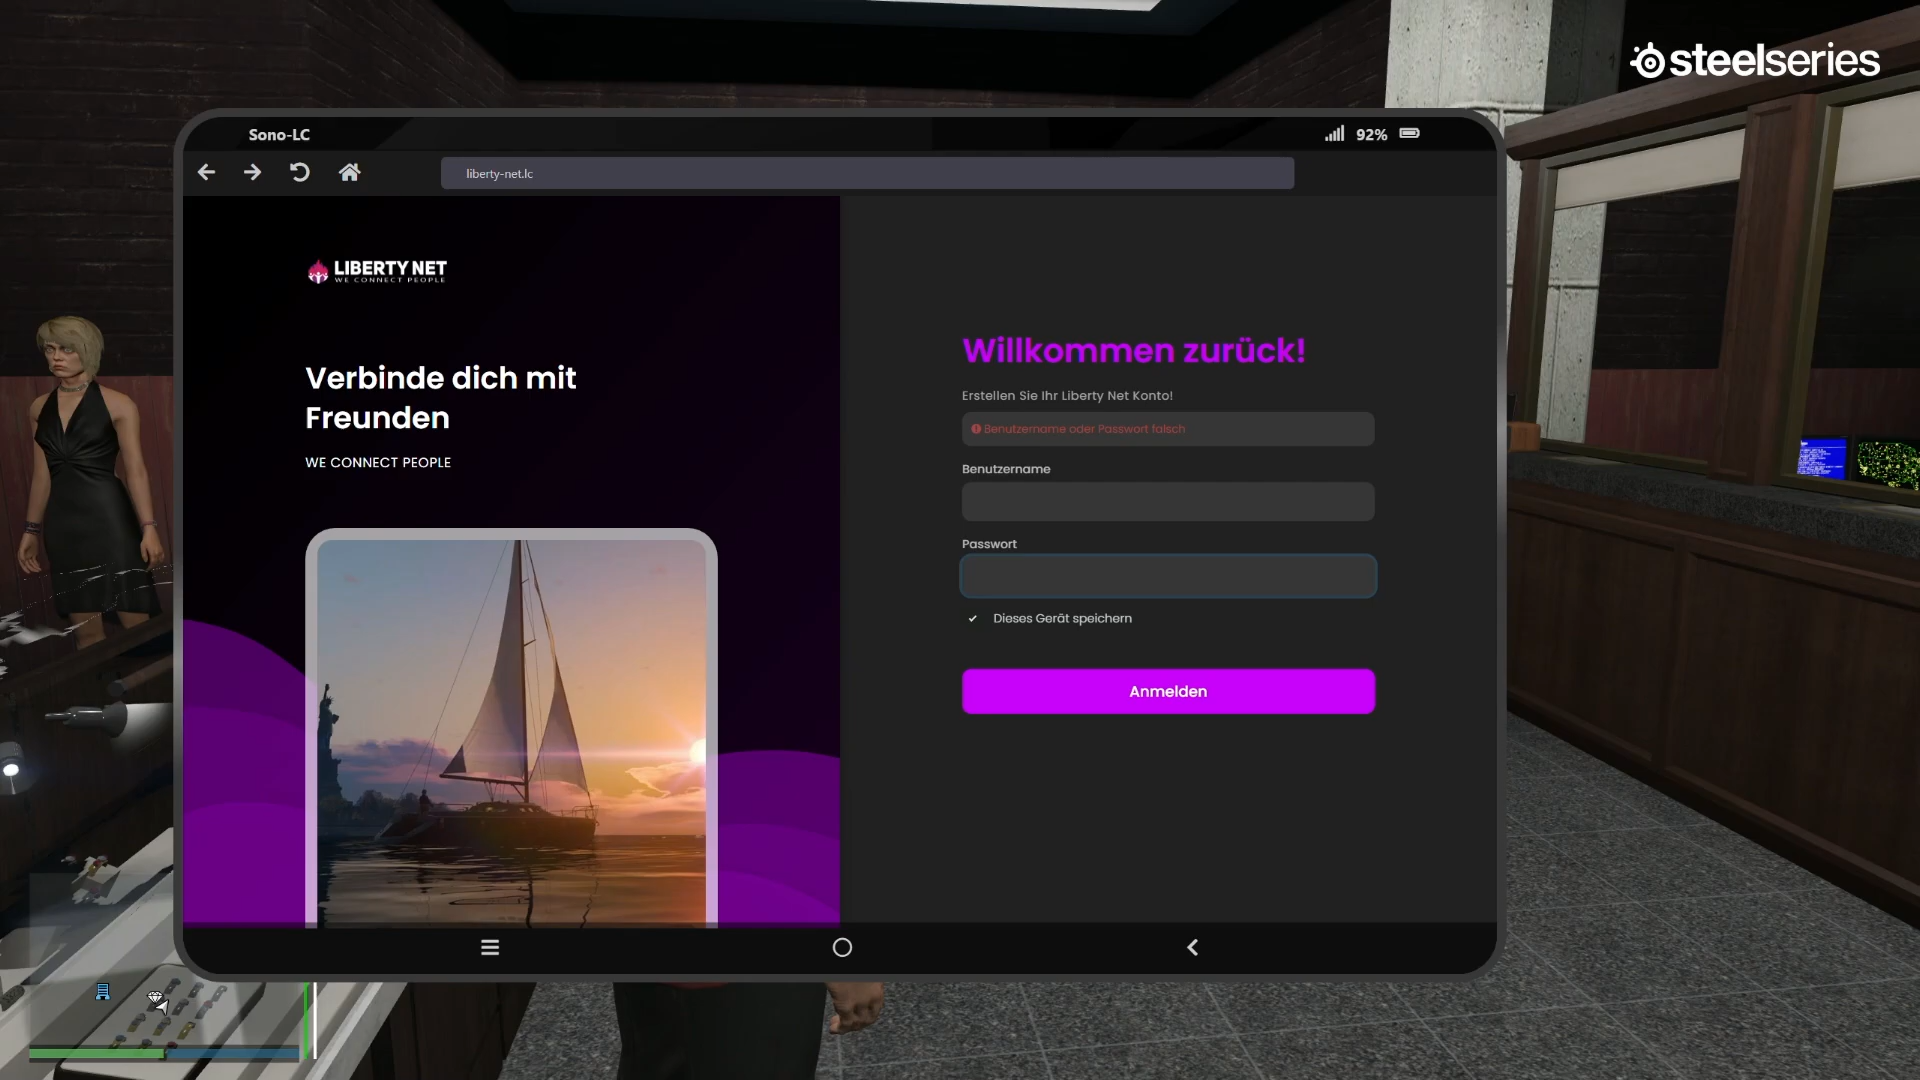 steelseries
Sono-LC
92%
liberty-net.lc
LIBERTY NET
WE CONNECT PEOPLE
Verbinde dich mit
Freunden
WE CONNECT PEOPLE
Willkommen zurück!
Erstellen Sie Ihr Liberty Net Konto!
Benutzername oder Passwort falsch
Benutzername
Passwort
Dieses Gerät speichern
Anmelden